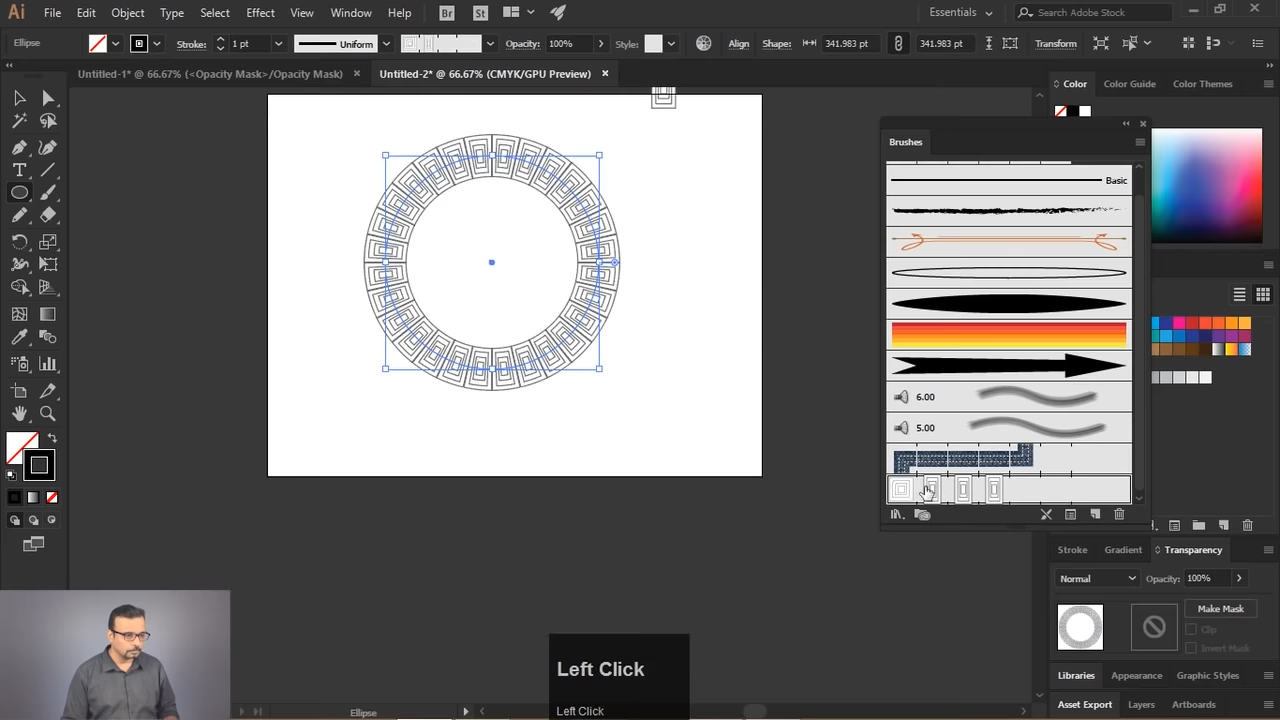 Ai File Edit Object Type Select Effect View Window Help Br St Essentials Search Adobe Stock
Ellipse Stroke: 1 pt Uniform Opacity: 100% Style: Align Shape: 341.983 pt 341.983 pt Transform
Untitled-1* @ 66.67% (<Opacity Mask>/Opacity Mask) × Untitled-2* @ 66.67% (CMYK/GPU Preview) ×
Color Color Guide Color Themes
Brushes
Basic
6.00
5.00
Stroke Gradient Transparency
Normal Opacity: 100%
Make Mask
Clip
Invert Mask
Libraries Appearance Graphic Styles
Asset Export Layers Artboards
Left Click
Left Click
Ellipse